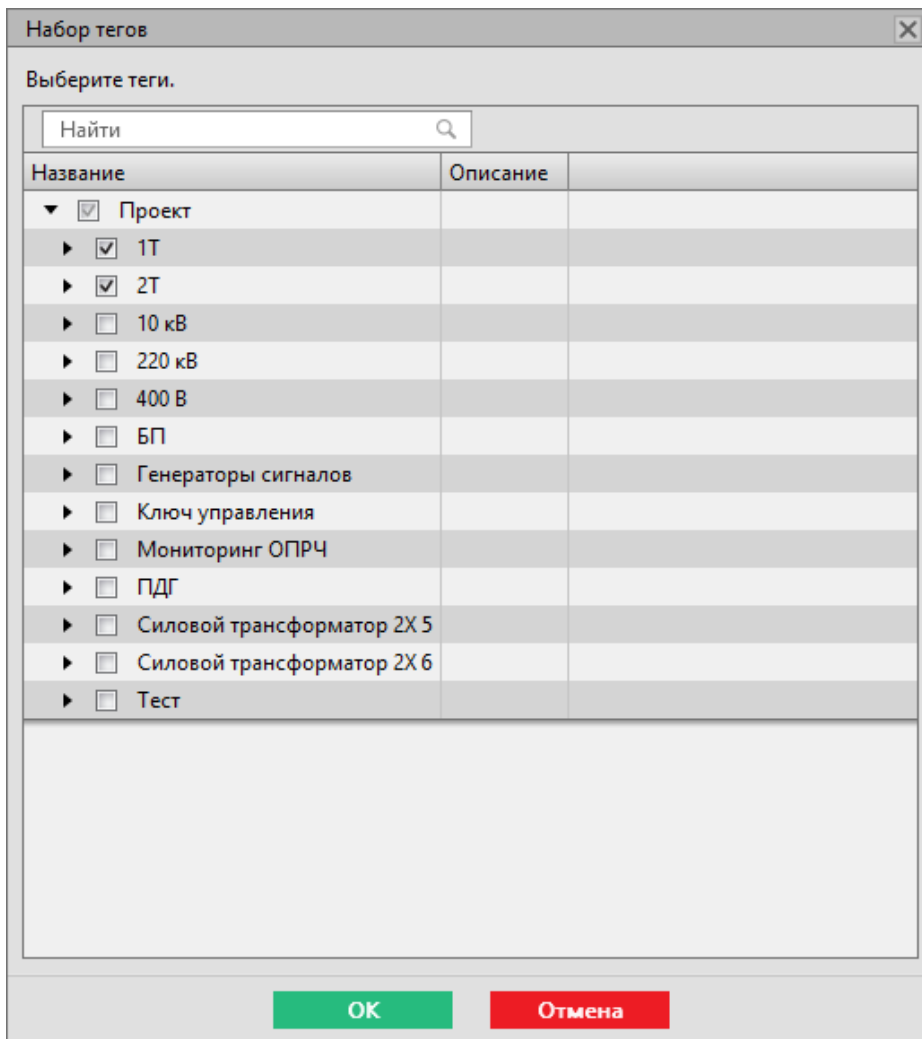 Набор тегов
Выберите теги.
Найти
Название Описание
Проект
1Т
2Т
10 кВ
220 кВ
400 В
БП
Генераторы сигналов
Ключ управления
Мониторинг ОПРЧ
ПДГ
Силовой трансформатор 2Х 5
Силовой трансформатор 2Х 6
Тест
ОК Отмена